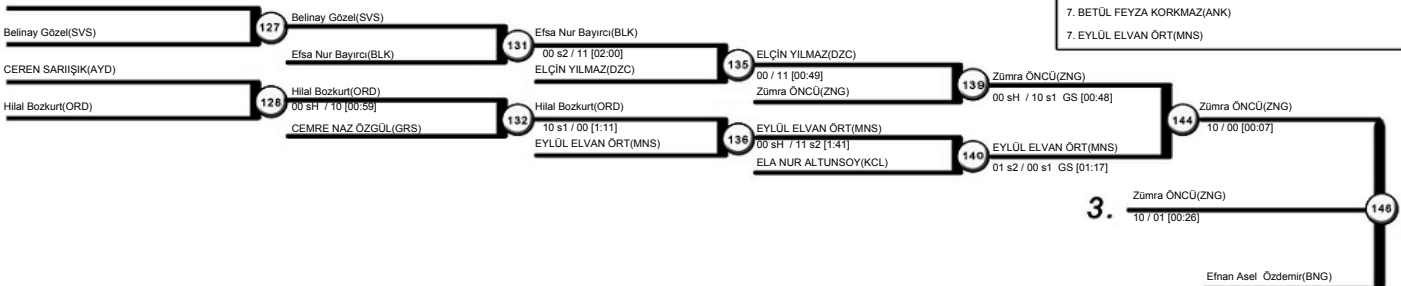 7. BETÜL FEYZA KORKMAZ(ANK)
7. EYLÜL ELVAN ÖRT(MNS)
Belinay Gözel(SVS)
127
Belinay Gözel(SVS)
Efsa Nur Bayırcı(BLK)
131
Efsa Nur Bayırcı(BLK)
00 s2 / 11 [02:00]
ELÇİN YILMAZ(DZC)
135
ELÇİN YILMAZ(DZC)
00 / 11 [00:49]
Zümra ÖNCÜ(ZNG)
139
Zümra ÖNCÜ(ZNG)
00 sH / 10 s1 GS [00:48]
CEREN SARIIŞIK(AYD)
Hilal Bozkurt(ORD)
128
Hilal Bozkurt(ORD)
00 sH / 10 [00:59]
CEMRE NAZ ÖZGÜL(GRS)
132
Hilal Bozkurt(ORD)
10 s1 / 00 [1:11]
EYLÜL ELVAN ÖRT(MNS)
136
EYLÜL ELVAN ÖRT(MNS)
00 sH / 11 s2 [1:41]
ELA NUR ALTUNSOY(KCL)
140
EYLÜL ELVAN ÖRT(MNS)
01 s2 / 00 s1 GS [01:17]
144
Zümra ÖNCÜ(ZNG)
10 / 00 [00:07]
3.
Zümra ÖNCÜ(ZNG)
10 / 01 [00:26]
146
Efnan Asel Özdemir(BNG)